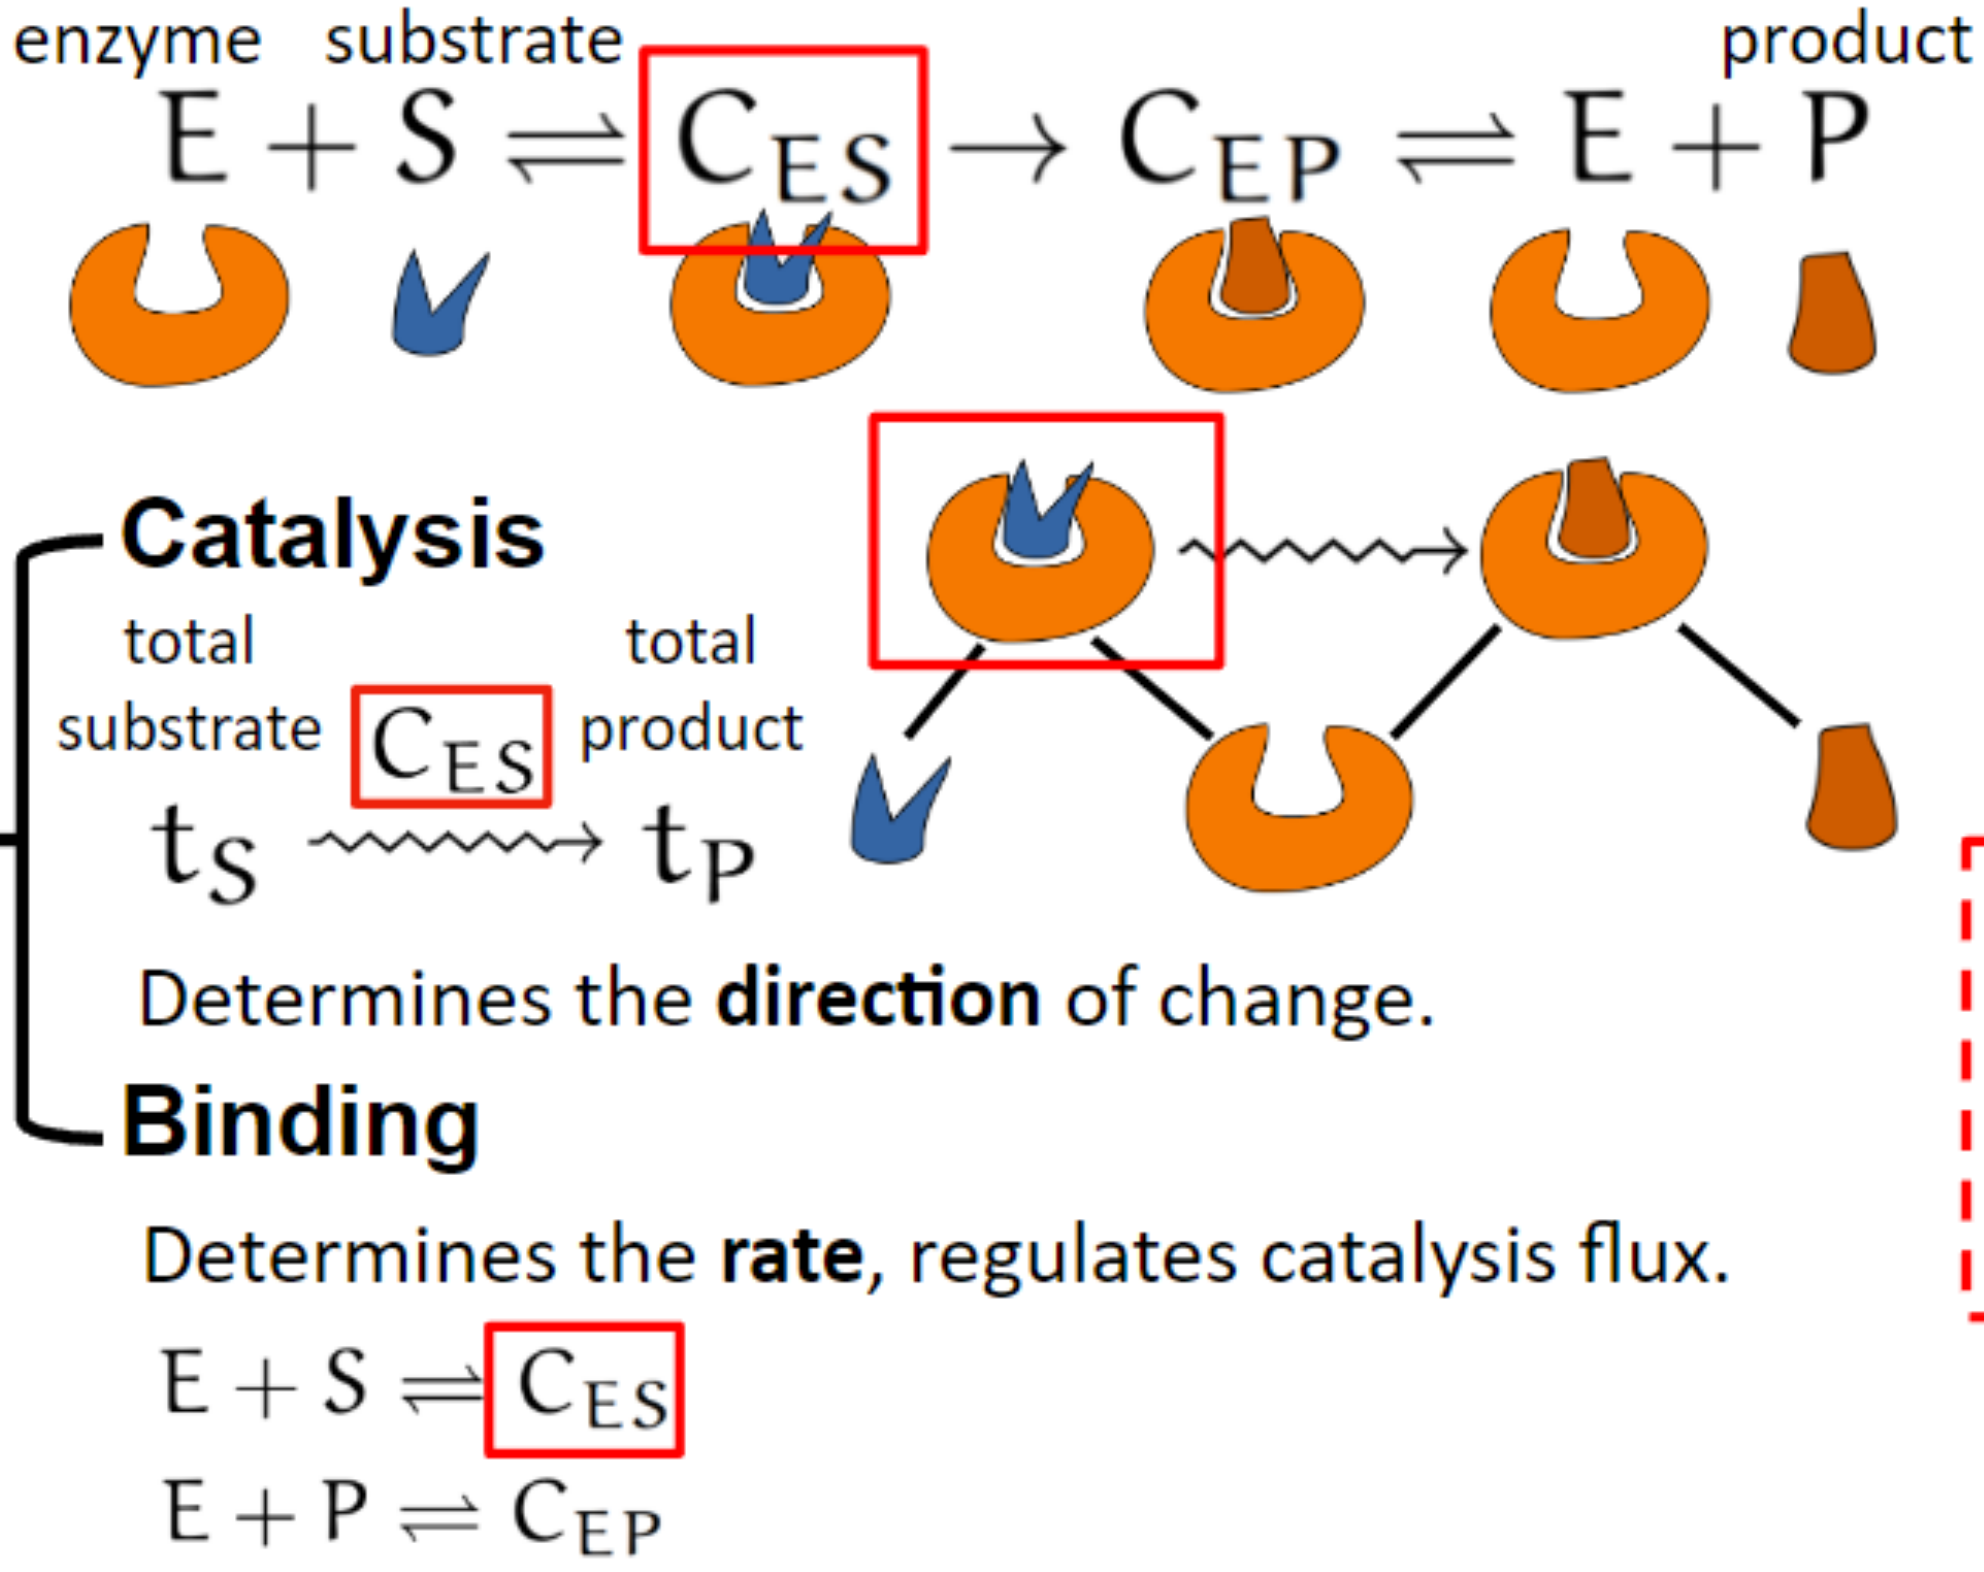 enzyme substrate product
E + S ⇌ C_ES → C_EP ⇌ E + P
Catalysis
total total
substrate C_ES product
t_S ⇝ t_P
Determines the direction of change.
Binding
Determines the rate, regulates catalysis flux.
E + S ⇌ C_ES
E + P ⇌ C_EP